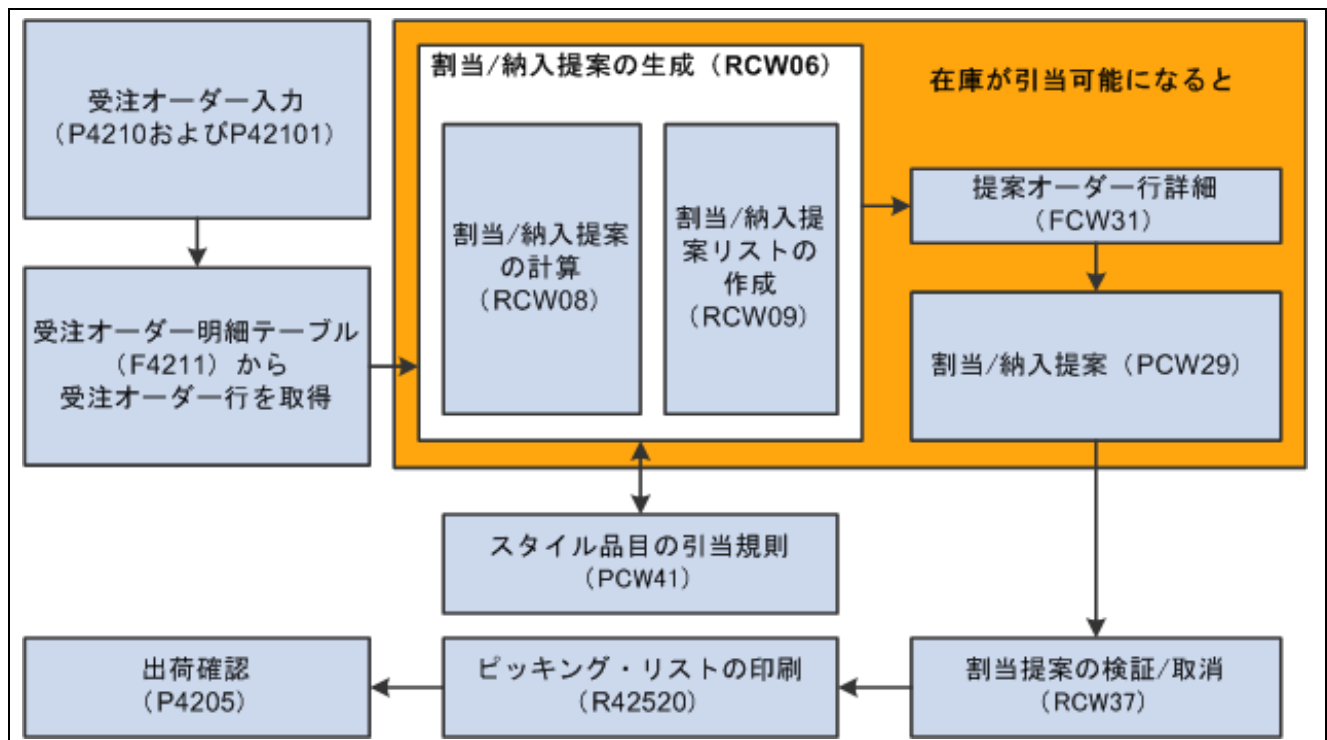 受注オーダー入力
（P4210およびP42101）
受注オーダー明細テーブル
（F4211）から
受注オーダー行を取得
割当/納入提案の生成（RCW06）
割当/納入提案
の計算
（RCW08）
割当/納入提
案リストの
作成
（RCW09）
在庫が引当可能になると
提案オーダー行詳細
（FCW31）
割当/納入提案（PCW29）
スタイル品目の引当規則
（PCW41）
出荷確認
（P4205）
ピッキング・リストの印刷
（R42520）
割当提案の検証/取消
（RCW37）